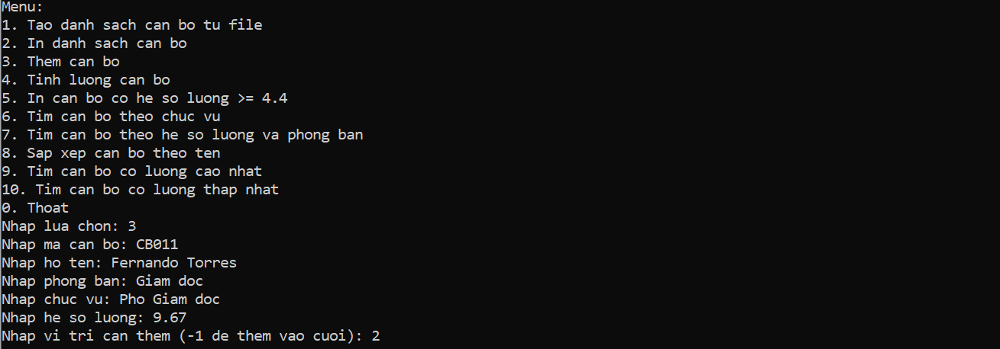 Menu:
1. Tao danh sach can bo tu file
2. In danh sach can bo
3. Them can bo
4. Tinh luong can bo
5. In can bo co he so luong >= 4.4
6. Tim can bo theo chuc vu
7. Tim can bo theo he so luong va phong ban
8. Sap xep can bo theo ten
9. Tim can bo co luong cao nhat
10. Tim can bo co luong thap nhat
0. Thoat
Nhap lua chon: 3
Nhap ma can bo: CB011
Nhap ho ten: Fernando Torres
Nhap phong ban: Giam doc
Nhap chuc vu: Pho Giam doc
Nhap he so luong: 9.67
Nhap vi tri can them (-1 de them vao cuoi): 2